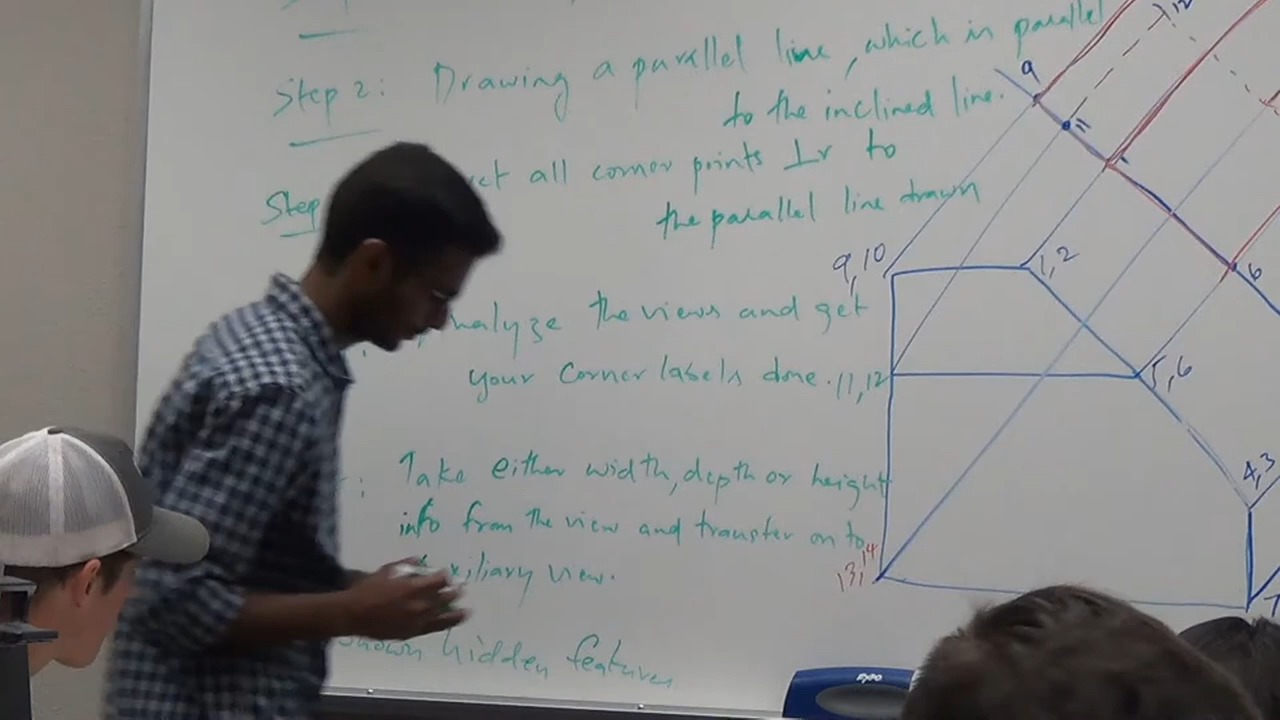 Step 2: Drawing a parallel line, which in parallel
to the inclined line.
Step all corner points ⊥r to
the parallel line drawn
nalyze the views and get
your Corner labels done.
: Take either width, depth or height
info from the view and transfer on to
xiliary view.
hidden features
9
11
12
6
9,10
1,2
11,12
5,6
4,3
13,14
7
EXPO